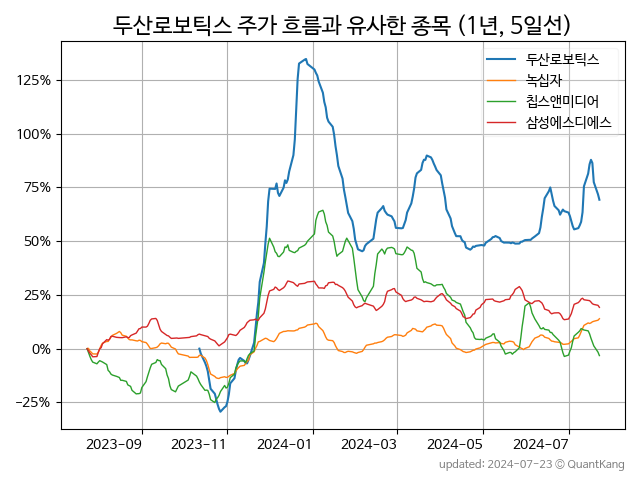 두산로보틱스 주가 흐름과 유사한 종목 (1년, 5일선)
두산로보틱스
녹십자
칩스앤미디어
삼성에스디에스
125%
100%
75%
50%
25%
0%
−25%
2023-09
2023-11
2024-01
2024-03
2024-05
2024-07
updated: 2024-07-23 © QuantKang